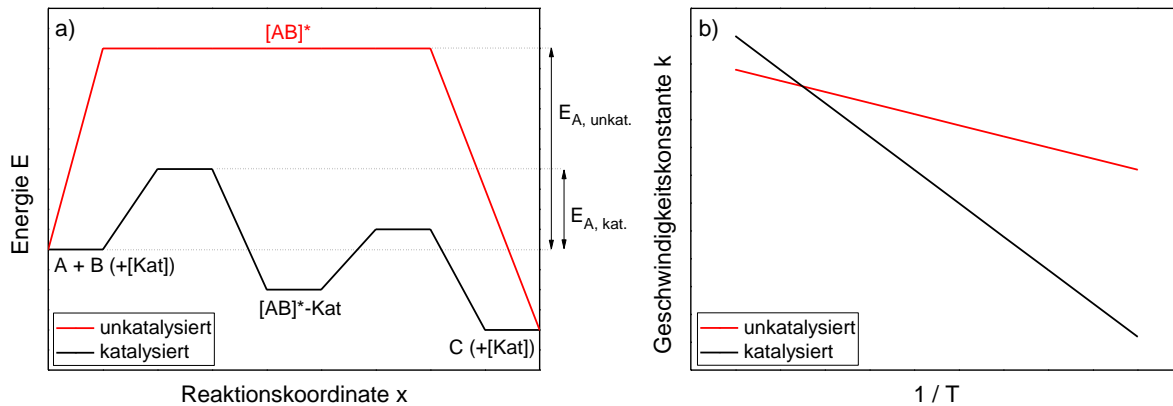 a)
[AB]*
E_A, unkat.
E_A, kat.
A + B (+[Kat])
[AB]*-Kat
C (+[Kat])
unkatalysiert
katalysiert
Energie E
Reaktionskoordinate x
b)
Geschwindigkeitskonstante k
unkatalysiert
katalysiert
1 / T